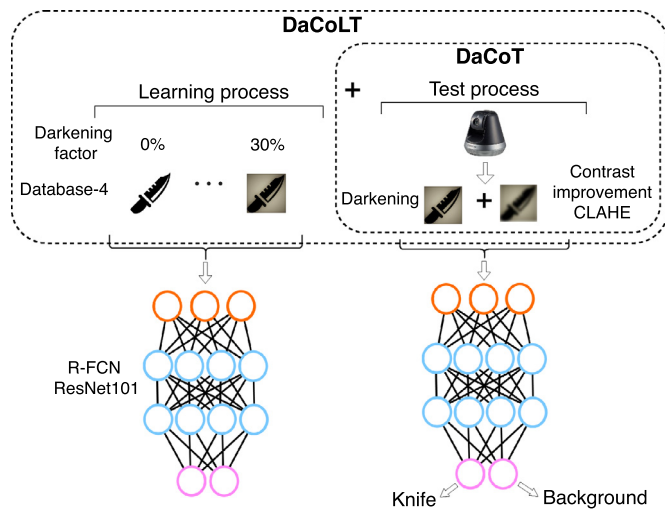 DaCoLT
DaCoT
Learning process
+
Test process
Darkening
factor
0%
30%
Database-4
Darkening
+
Contrast
improvement
CLAHE
R-FCN
ResNet101
Knife
Background